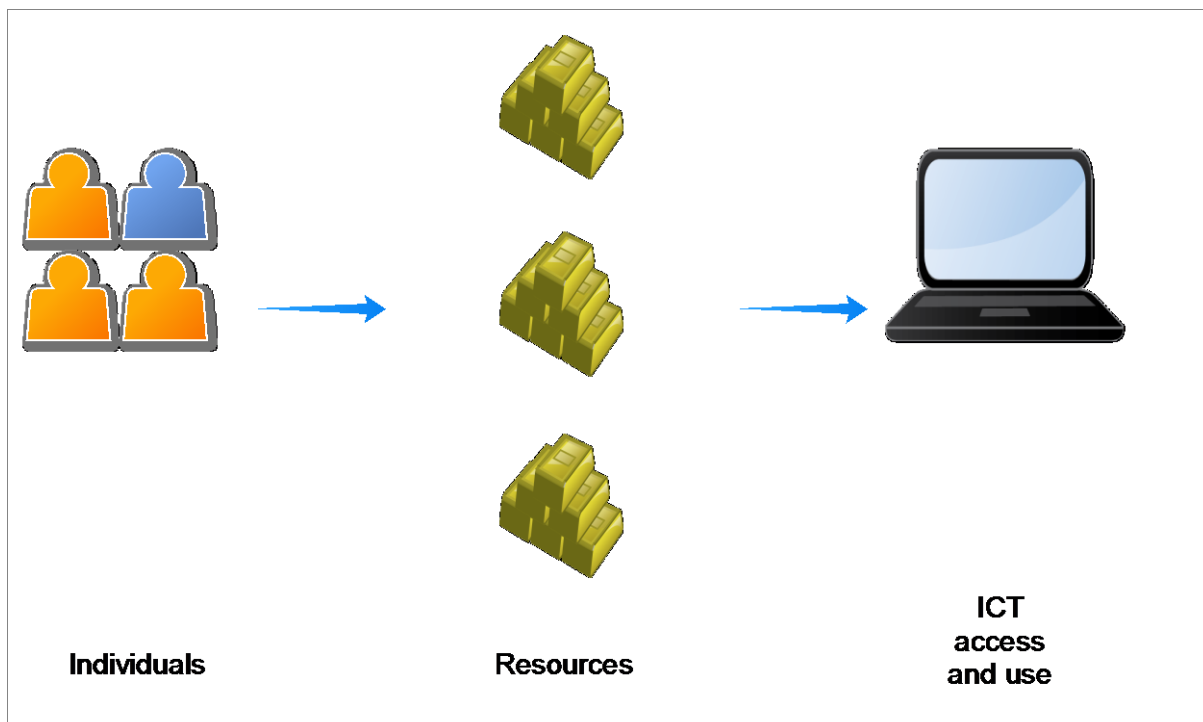 Individuals
Resources
ICT
access
and use